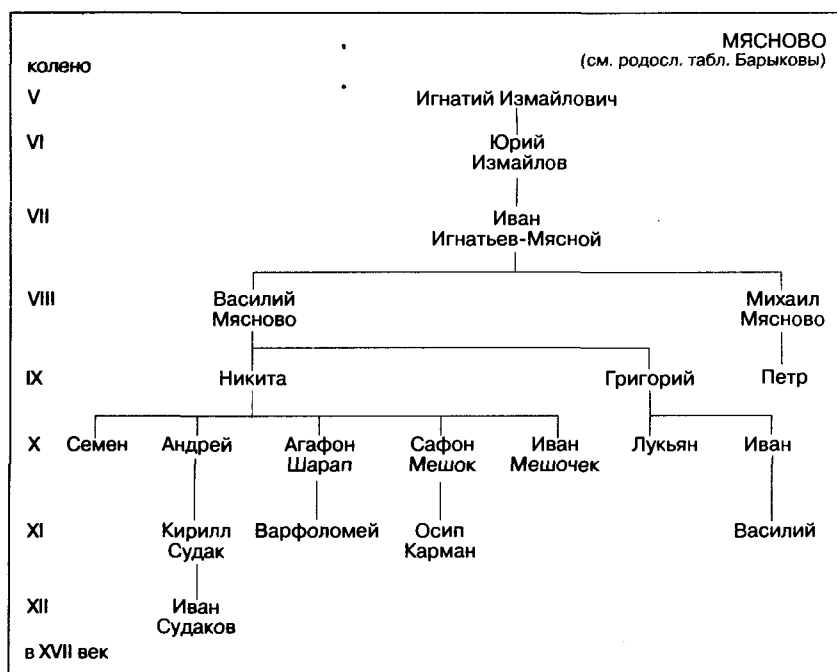 МЯСНОВО
(см. родосл. табл. Барыковы)
колено
V Игнатий Измайлович
VI Юрий
Измайлов
VII Иван
Игнатьев-Мясной
VIII Василий Михаил
Мясново Мясново
IX Никита Григорий Петр
X Семен Андрей Агафон Сафон Иван Лукьян Иван
Шарап Мешок Мешочек
XI Кирилл Варфоломей Осип Василий
Судак Карман
XII Иван
Судаков
в XVII век